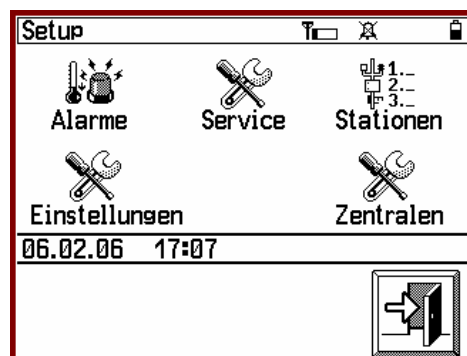 Setup
1._
2._
3._
Alarme Service Stationen
Einstellungen Zentralen
06.02.06 17:07